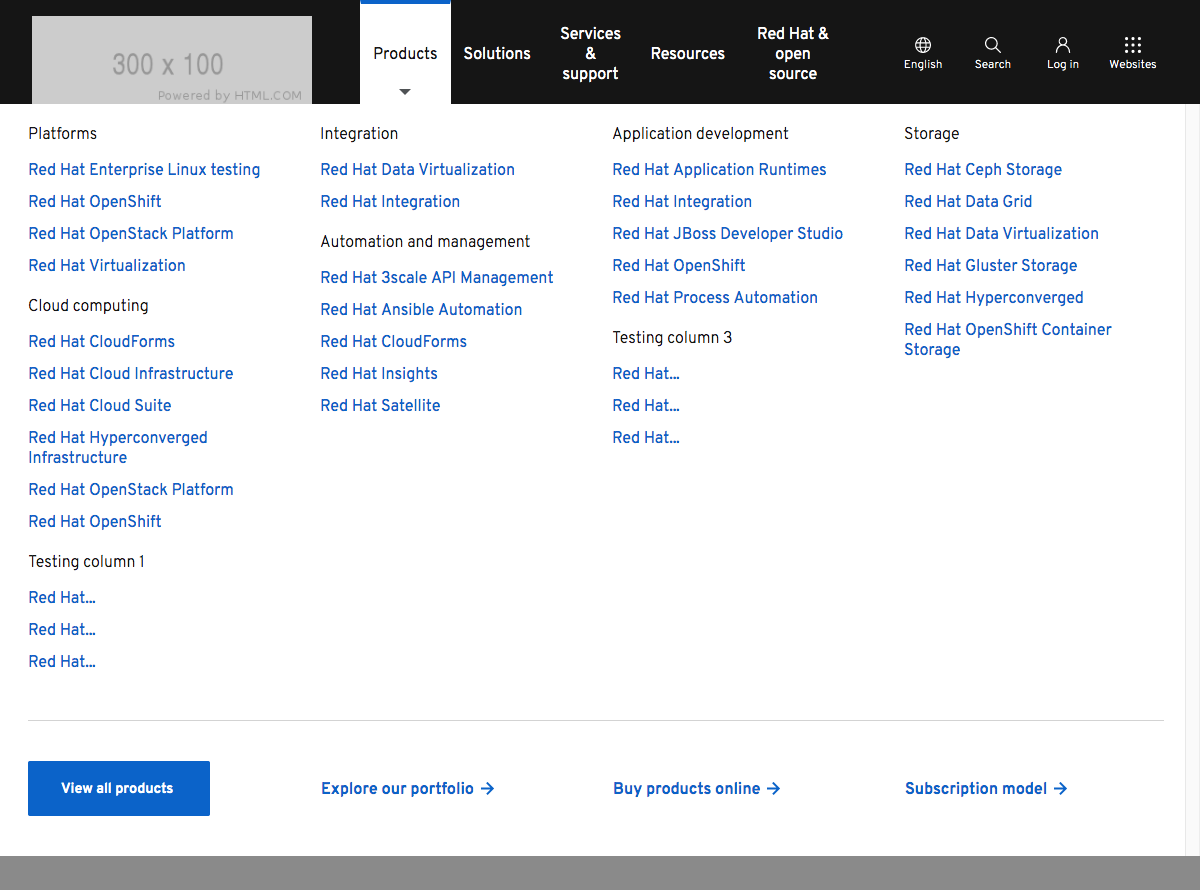 300 x 100
Powered by HTML.COM
Products
Solutions
Services
&
support
Resources
Red Hat &
open
source
English
Search
Log in
Websites
Platforms
Red Hat Enterprise Linux testing
Red Hat OpenShift
Red Hat OpenStack Platform
Red Hat Virtualization
Cloud computing
Red Hat CloudForms
Red Hat Cloud Infrastructure
Red Hat Cloud Suite
Red Hat Hyperconverged
Infrastructure
Red Hat OpenStack Platform
Red Hat OpenShift
Testing column 1
Red Hat...
Red Hat...
Red Hat...
Integration
Red Hat Data Virtualization
Red Hat Integration
Automation and management
Red Hat 3scale API Management
Red Hat Ansible Automation
Red Hat CloudForms
Red Hat Insights
Red Hat Satellite
Application development
Red Hat Application Runtimes
Red Hat Integration
Red Hat JBoss Developer Studio
Red Hat OpenShift
Red Hat Process Automation
Testing column 3
Red Hat...
Red Hat...
Red Hat...
Storage
Red Hat Ceph Storage
Red Hat Data Grid
Red Hat Data Virtualization
Red Hat Gluster Storage
Red Hat Hyperconverged
Red Hat OpenShift Container
Storage
View all products
Explore our portfolio →
Buy products online →
Subscription model →